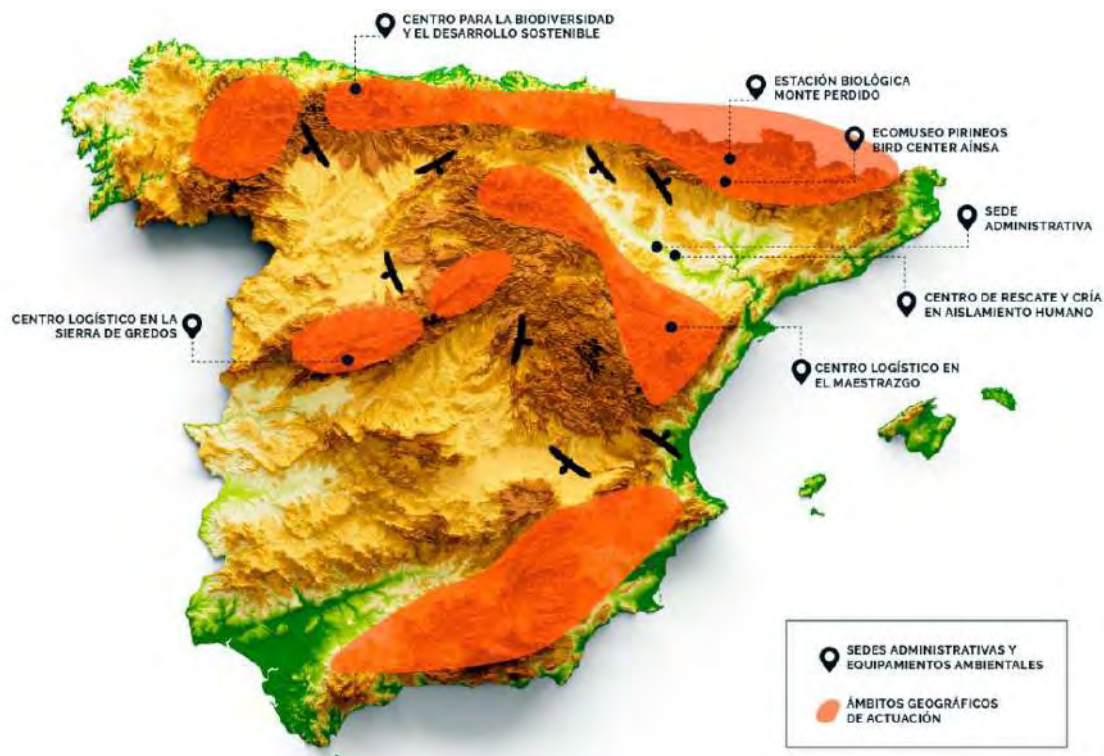 CENTRO PARA LA BIODIVERSIDAD
Y EL DESARROLLO SOSTENIBLE
ESTACIÓN BIOLÓGICA
MONTE PERDIDO
ECOMUSEO PIRINEOS
BIRD CENTER AÍNSA
SEDE
ADMINISTRATIVA
CENTRO DE RESCATE Y CRÍA
EN AISLAMIENTO HUMANO
CENTRO LOGÍSTICO EN LA
SIERRA DE GREDOS
CENTRO LOGÍSTICO EN
EL MAESTRAZGO
SEDES ADMINISTRATIVAS Y
EQUIPAMIENTOS AMBIENTALES
ÁMBITOS GEOGRÁFICOS
DE ACTUACIÓN